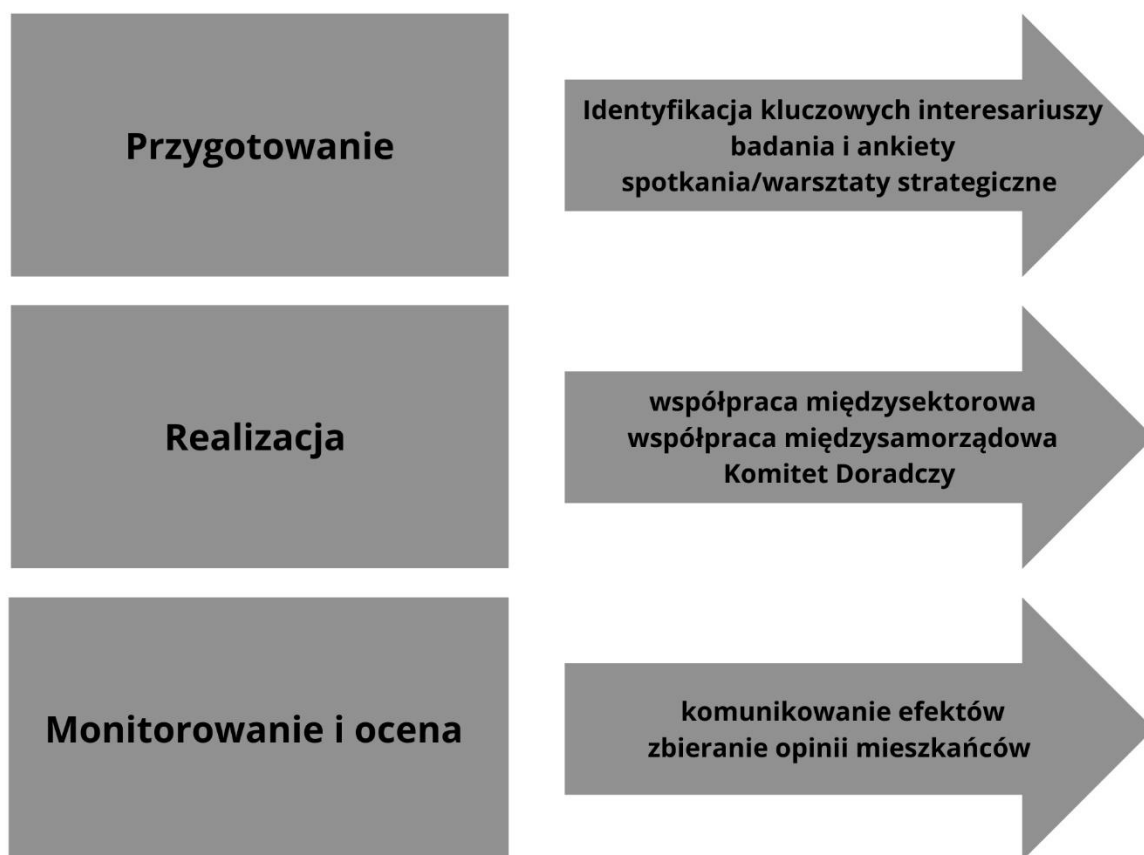 Przygotowanie
Identyfikacja kluczowych interesariuszy
badania i ankiety
spotkania/warsztaty strategiczne
Realizacja
współpraca międzysektorowa
współpraca międzysamorządowa
Komitet Doradczy
Monitorowanie i ocena
komunikowanie efektów
zbieranie opinii mieszkańców